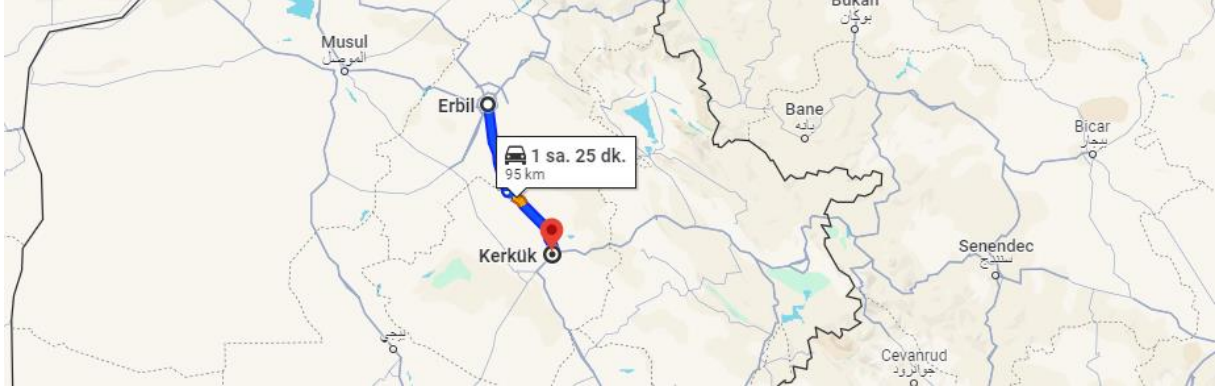 Bukan
بوکان
Musul
الموصل
Erbil
Bane
بانه
Bicar
بیجار
1 sa. 25 dk.
95 km
Kerkük
Senendec
سنندج
بيجي
Cevanrud
جوانرود